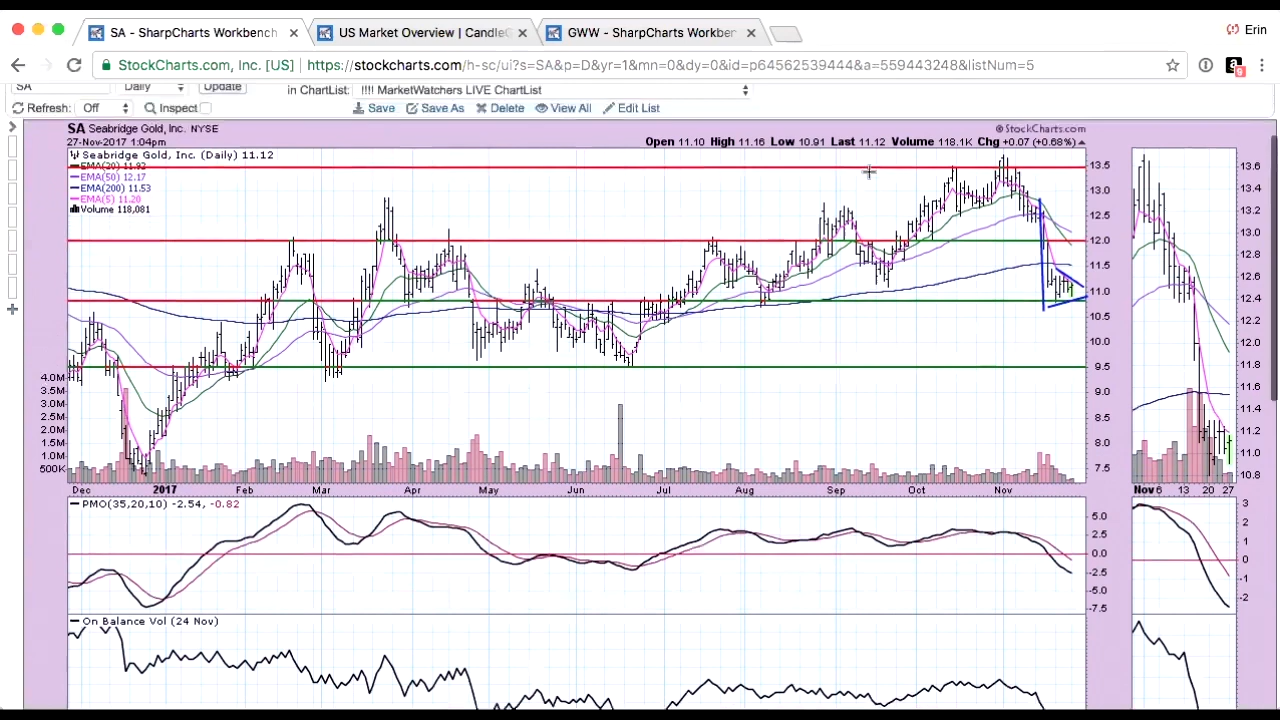 SA - SharpCharts Workbench
US Market Overview | CandleG
GWW - SharpCharts Workber
Erin
StockCharts.com, Inc. [US] | https://stockcharts.com/h-sc/ui?s=SA&p=D&yr=1&mn=0&dy=0&id=p64562539444&a=559443248&listNum=5
9
SA Daily Update in ChartList: !!!! MarketWatchers LIVE ChartList
Refresh: Off Inspect Save Save As Delete View All Edit List
SA Seabridge Gold, Inc. NYSE @ StockCharts.com
27-Nov-2017 1:04pm Open 11.10 High 11.16 Low 10.91 Last 11.12 Volume 118.1K Chg +0.07 (+0.68%)
Seabridge Gold, Inc. (Daily) 11.12
EMA(20) 11.92
EMA(50) 12.17
EMA(200) 11.53
EMA(5) 11.20
Volume 118,081
13.5
13.0
12.5
12.0
11.5
11.0
10.5
10.0
9.5
9.0
8.5
8.0
7.5
4.0M
3.5M
3.0M
2.5M
2.0M
1.5M
1.0M
500K
Dec 2017 Feb Mar Apr May Jun Jul Aug Sep Oct Nov
13.6
13.4
13.2
13.0
12.8
12.6
12.4
12.2
12.0
11.8
11.6
11.4
11.2
11.0
10.8
Nov 6 13 20 27
PMO(35,20,10) -2.54, -0.82
5.0
2.5
0.0
-2.5
-5.0
-7.5
3
2
1
0
-1
-2
On Balance Vol (24 Nov)